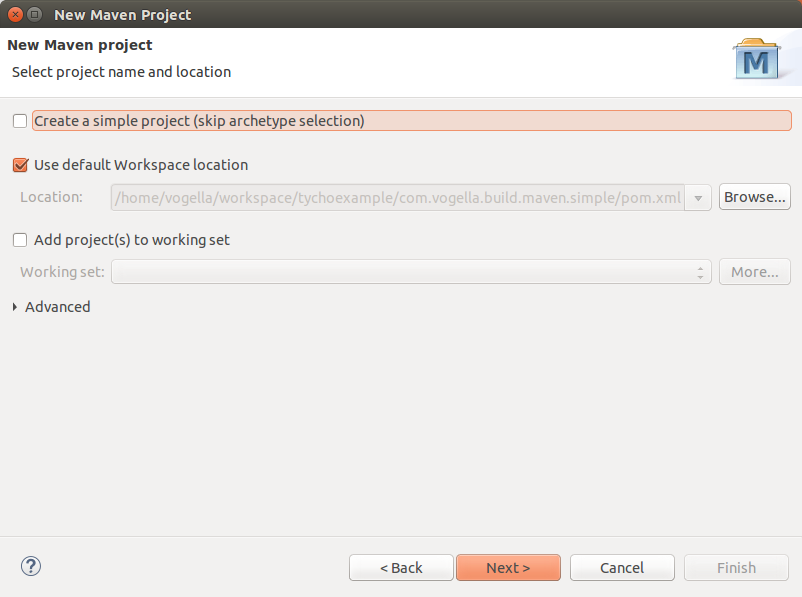 New Maven Project
New Maven project
Select project name and location
M
Create a simple project (skip archetype selection)
Use default Workspace location
Location: /home/vogella/workspace/tychoexample/com.vogella.build.maven.simple/pom.xml Browse...
Add project(s) to working set
Working set: More...
Advanced
? < Back Next > Cancel Finish